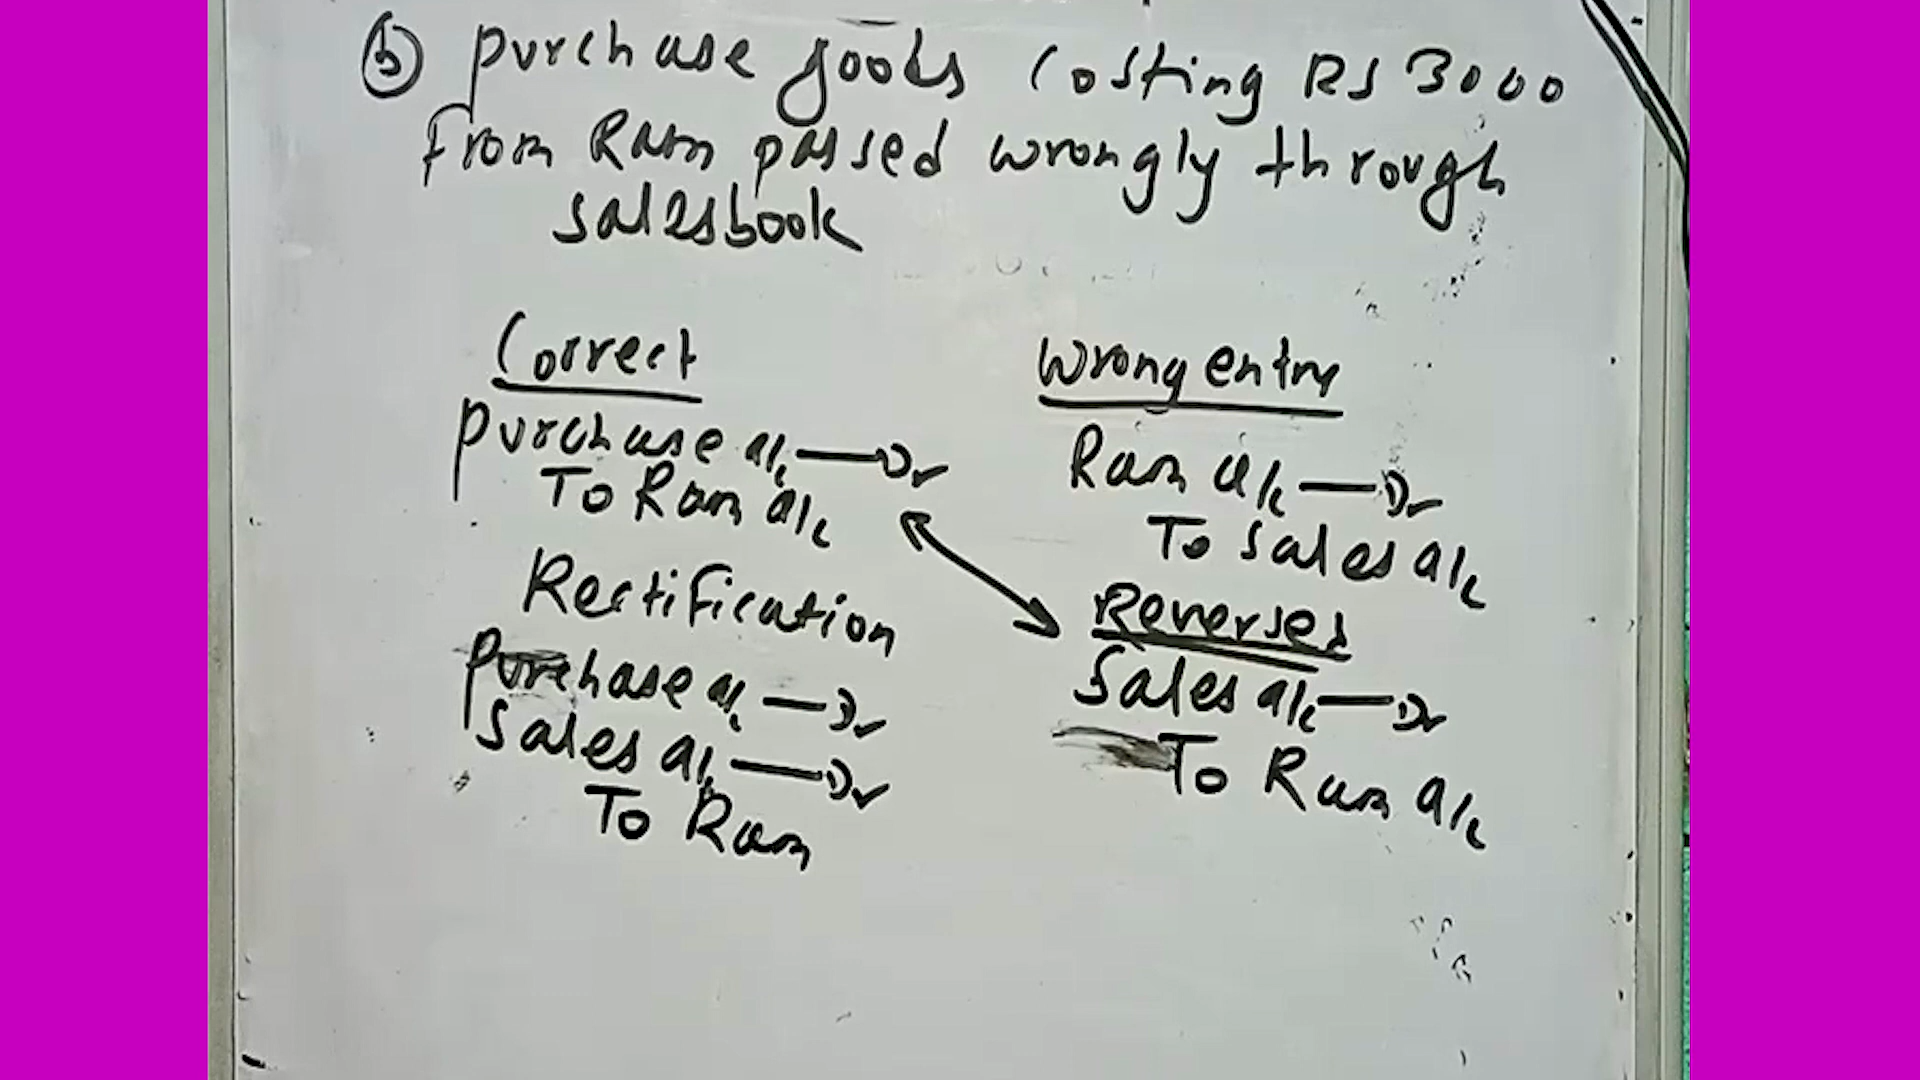 (b) purchase goods costing RS 3000
From Ram passed wrongly through
salesbook
Correct
purchase a/c — Dr
To Ram a/c
Rectification
purchase a/c — Dr
Sales a/c — Dr
To Ram
Wrong entry
Ram a/c — Dr
To Sales a/c
Reversed
Sales a/c — Dr
To Ram a/c